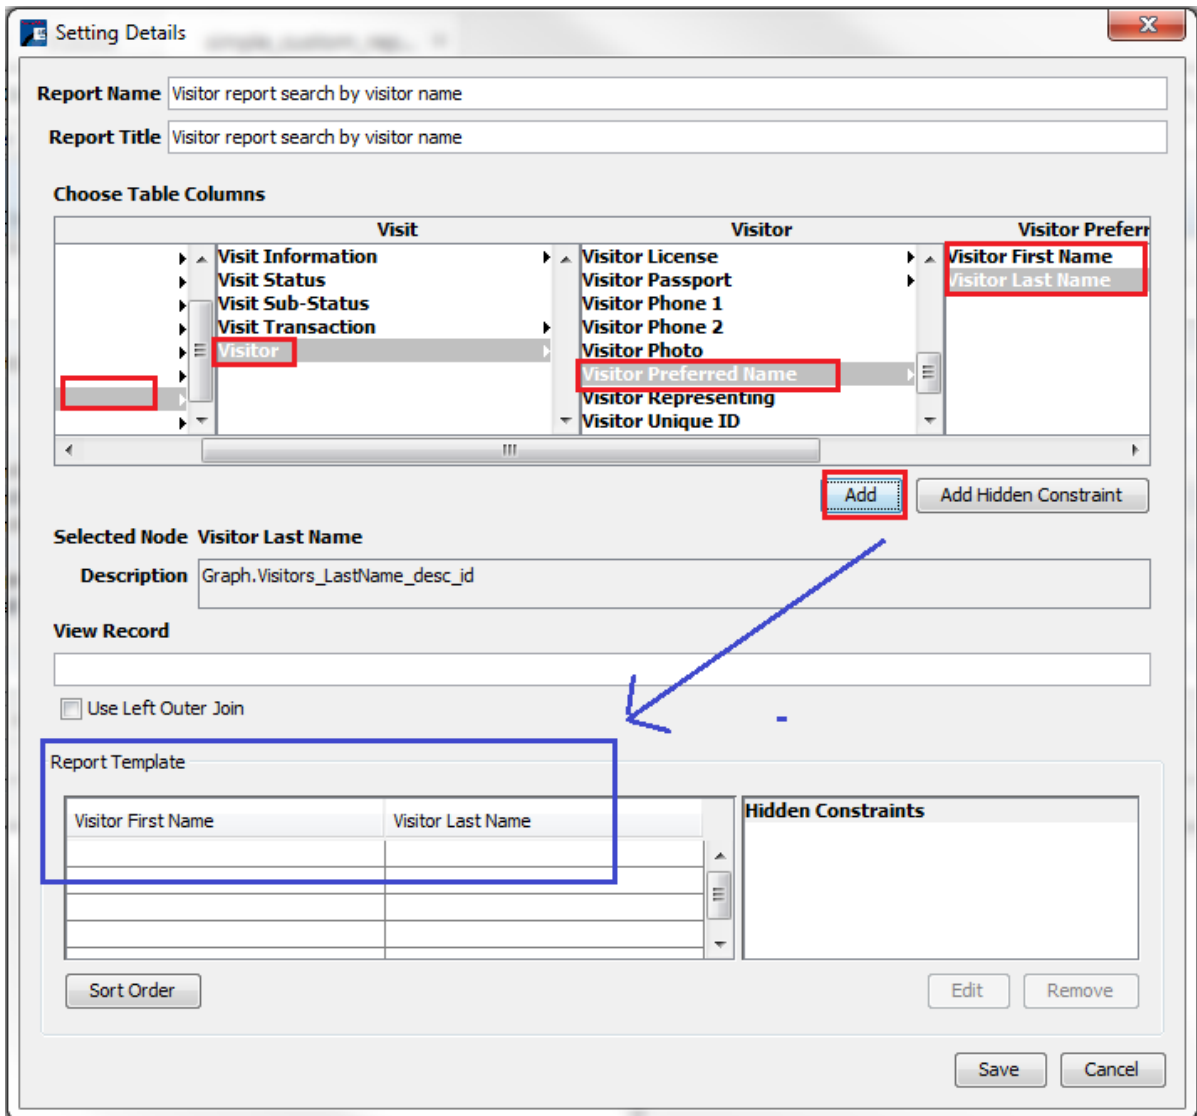 Setting Details
Report Name Visitor report search by visitor name
Report Title Visitor report search by visitor name
Choose Table Columns
Visit Visitor Visitor Preferr
Visit Information Visitor License Visitor First Name
Visit Status Visitor Passport Visitor Last Name
Visit Sub-Status Visitor Phone 1
Visit Transaction Visitor Phone 2
Visitor Visitor Photo
Visitor Preferred Name
Visitor Representing
Visitor Unique ID
Add Add Hidden Constraint
Selected Node Visitor Last Name
Description Graph.Visitors_LastName_desc_id
View Record
Use Left Outer Join
Report Template
Visitor First Name Visitor Last Name Hidden Constraints
Sort Order Edit Remove
Save Cancel